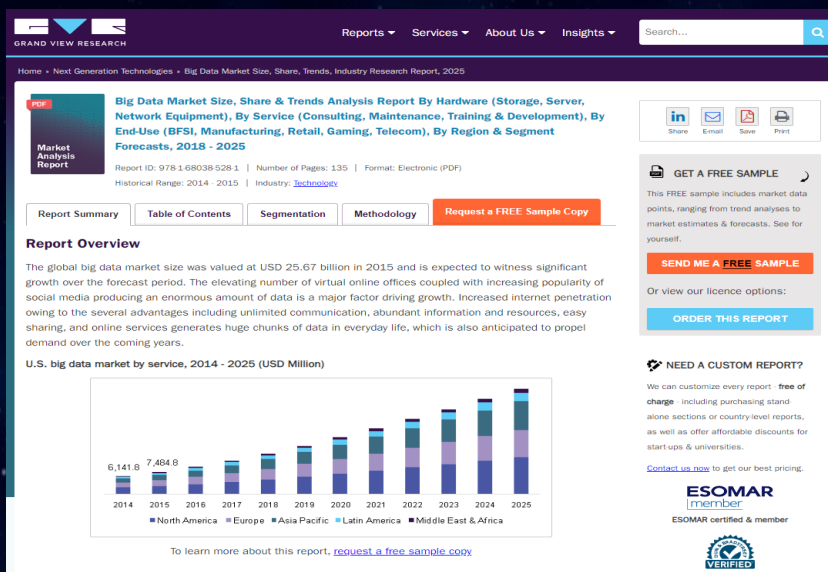 GRAND VIEW RESEARCH
Reports
Services
About Us
Insights
Search...
Home
Next Generation Technologies
Big Data Market Size, Share, Trends, Industry Research Report, 2025
PDF
Market
Analysis
Report
Big Data Market Size, Share & Trends Analysis Report By Hardware (Storage, Server,
Network Equipment), By Service (Consulting, Maintenance, Training & Development), By
End-Use (BFSI, Manufacturing, Retail, Gaming, Telecom), By Region & Segment
Forecasts, 2018 - 2025
Report ID: 978-1-68038-528-1 | Number of Pages: 135 | Format: Electronic (PDF)
Historical Range: 2014 - 2015 | Industry: Technology
Report Summary
Table of Contents
Segmentation
Methodology
Request a FREE Sample Copy
Report Overview
The global big data market size was valued at USD 25.67 billion in 2015 and is expected to witness significant
growth over the forecast period. The elevating number of virtual online offices coupled with increasing popularity of
social media producing an enormous amount of data is a major factor driving growth. Increased internet penetration
owing to the several advantages including unlimited communication, abundant information and resources, easy
sharing, and online services generates huge chunks of data in everyday life, which is also anticipated to propel
demand over the coming years.
U.S. big data market by service, 2014 - 2025 (USD Million)
6,141.8
7,484.8
2014 2015 2016 2017 2018 2019 2020 2021 2022 2023 2024 2025
North America Europe Asia Pacific Latin America Middle East & Africa
To learn more about this report, request a free sample copy
Share E-mail Save Print
GET A FREE SAMPLE
This FREE sample includes market data
points, ranging from trend analyses to
market estimates & forecasts. See for
yourself.
SEND ME A FREE SAMPLE
Or view our licence options:
ORDER THIS REPORT
NEED A CUSTOM REPORT?
We can customize every report - free of
charge - including purchasing stand-
alone sections or country-level reports,
as well as offer affordable discounts for
start-ups & universities.
Contact us now to get our best pricing.
ESOMAR
member
ESOMAR certified & member
VERIFIED